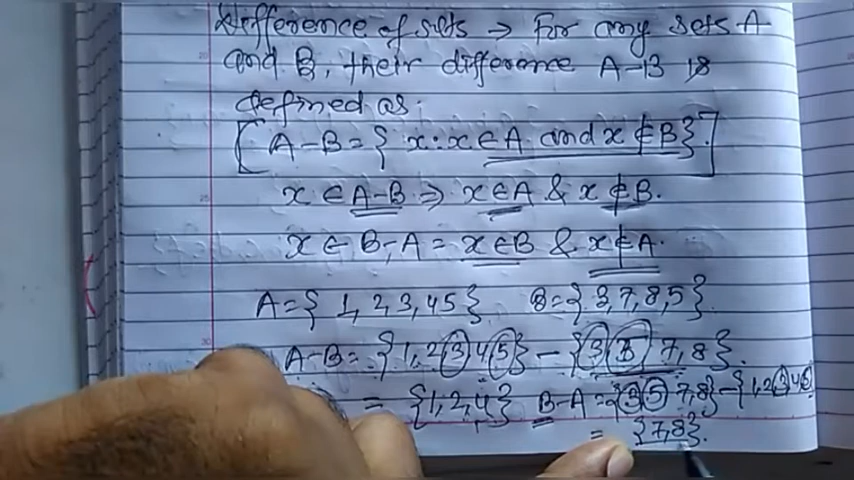 Difference of sets → For any sets A
and B, their difference A-B is
defined as:
[A-B = { x : x ∈ A and x ∉ B}].
x ∈ A-B ⇒ x ∈ A & x ∉ B.
x ∈ B-A = x ∈ B & x ∉ A.
A = { 1, 2, 3, 45} B = {3, 7, 8, 5}.
A-B = {1, 2 3 4 5} - {3 5 7, 8}.
= {1, 2, 4} B-A = {3 5 7, 8} - {1, 2 3 4 5
= {7, 8}.